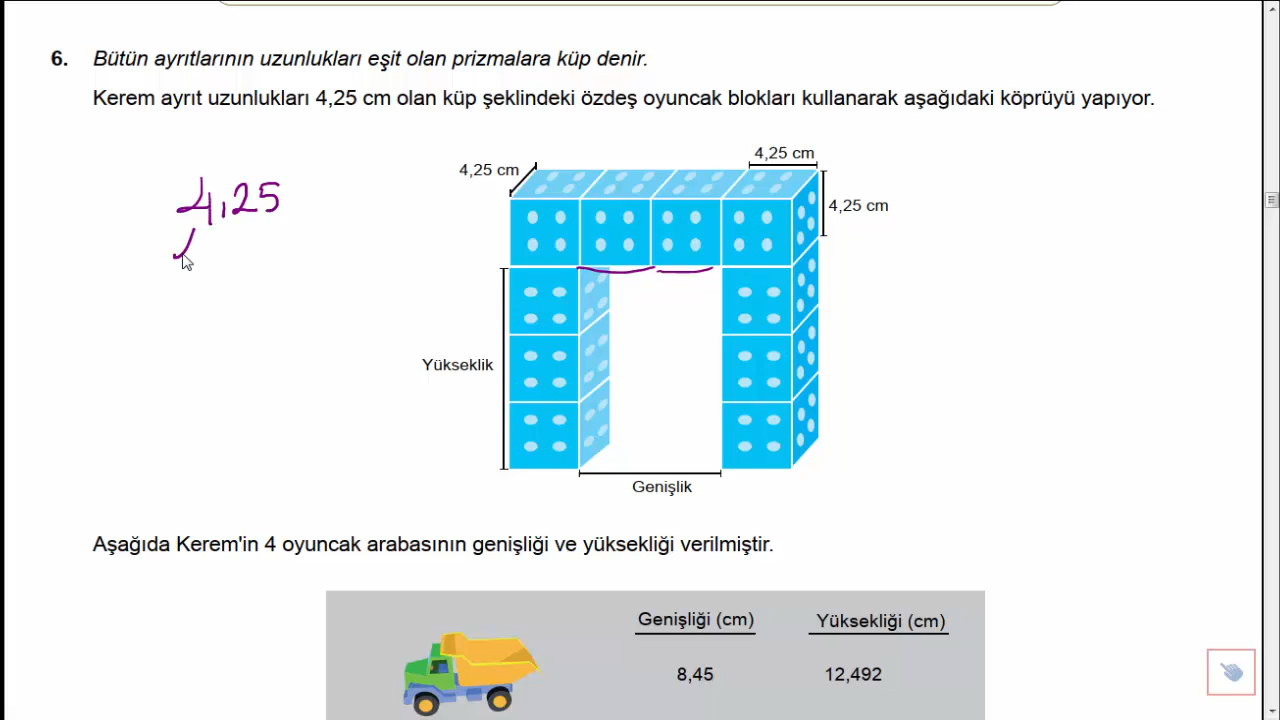 6. Bütün ayrıtlarının uzunlukları eşit olan prizmalara küp denir.
Kerem ayrıt uzunlukları 4,25 cm olan küp şeklindeki özdeş oyuncak blokları kullanarak aşağıdaki köprüyü yapıyor.
4,25 cm
4,25 cm
4,25
4,25 cm
Yükseklik
Genişlik
Aşağıda Kerem'in 4 oyuncak arabasının genişliği ve yüksekliği verilmiştir.
Genişliği (cm) Yüksekliği (cm)
8,45 12,492